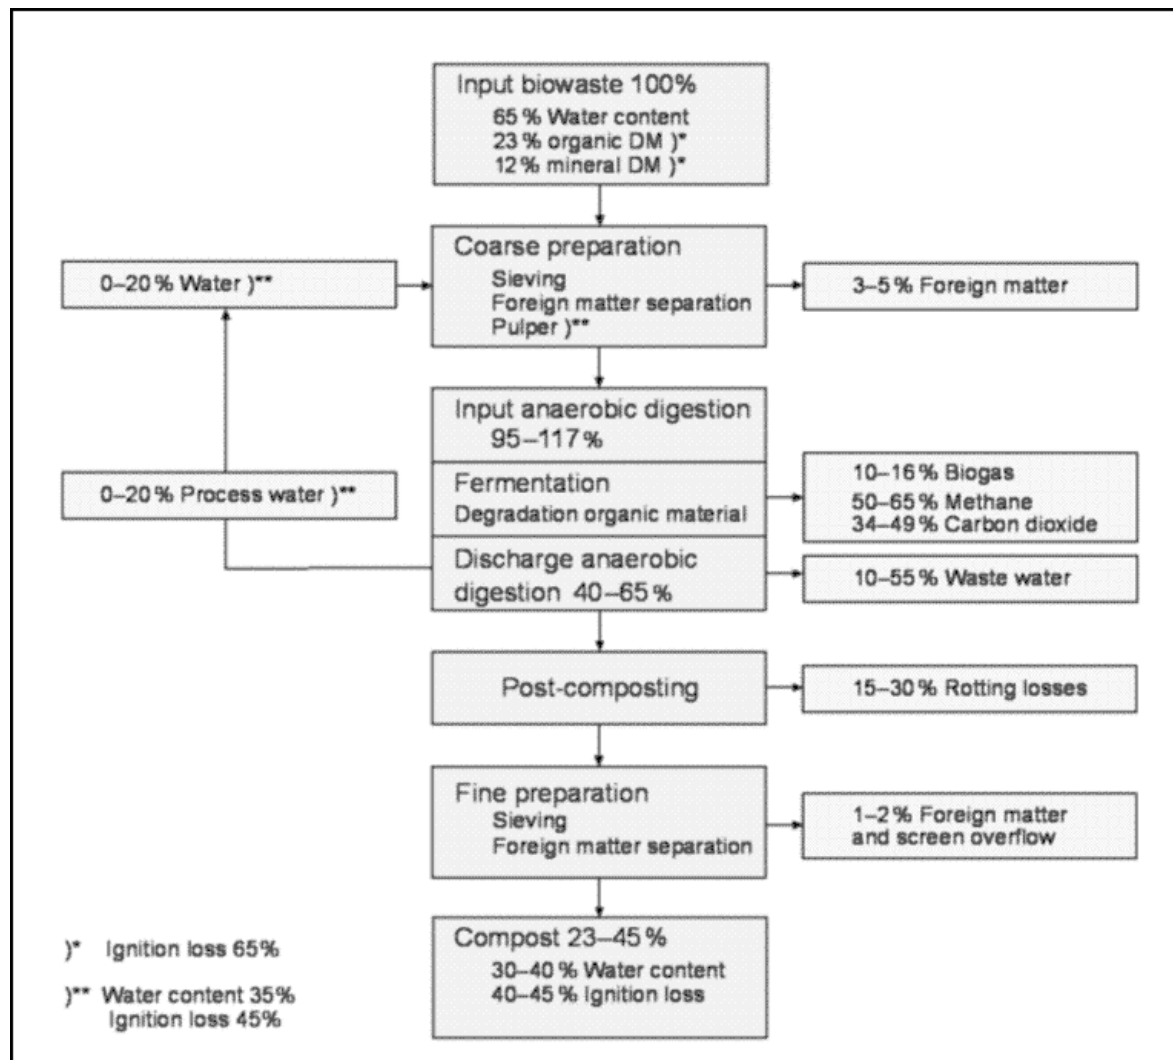 Input biowaste 100%
65% Water content
23% organic DM )*
12% mineral DM )*
Coarse preparation
Sieving
Foreign matter separation
Pulper )**
0–20% Water )**
3–5% Foreign matter
Input anaerobic digestion
95–117%
Fermentation
Degradation organic material
0–20% Process water )**
10–16% Biogas
50–65% Methane
34–49% Carbon dioxide
Discharge anaerobic
digestion 40–65%
10–55% Waste water
Post-composting
15–30% Rotting losses
Fine preparation
Sieving
Foreign matter separation
1–2% Foreign matter
and screen overflow
Compost 23–45%
30–40% Water content
40–45% Ignition loss
)* Ignition loss 65%
)** Water content 35%
Ignition loss 45%